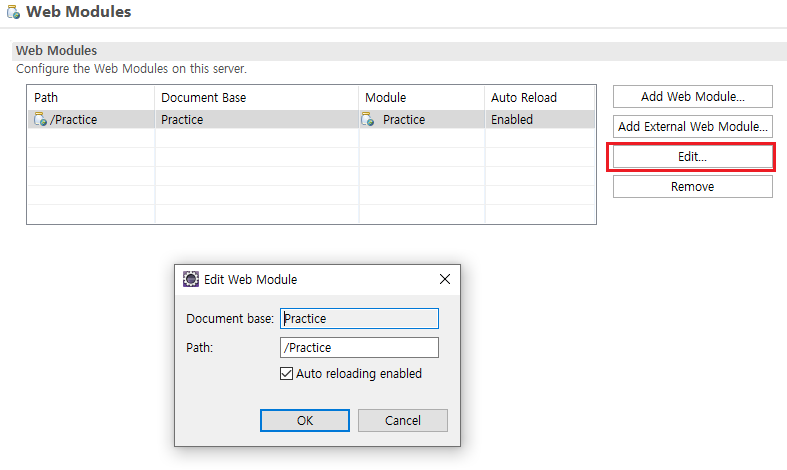 Web Modules
Web Modules
Configure the Web Modules on this server.
Path Document Base Module Auto Reload
/Practice Practice Practice Enabled
Add Web Module...
Add External Web Module...
Edit...
Remove
Edit Web Module
Document base: Practice
Path: /Practice
Auto reloading enabled
OK Cancel